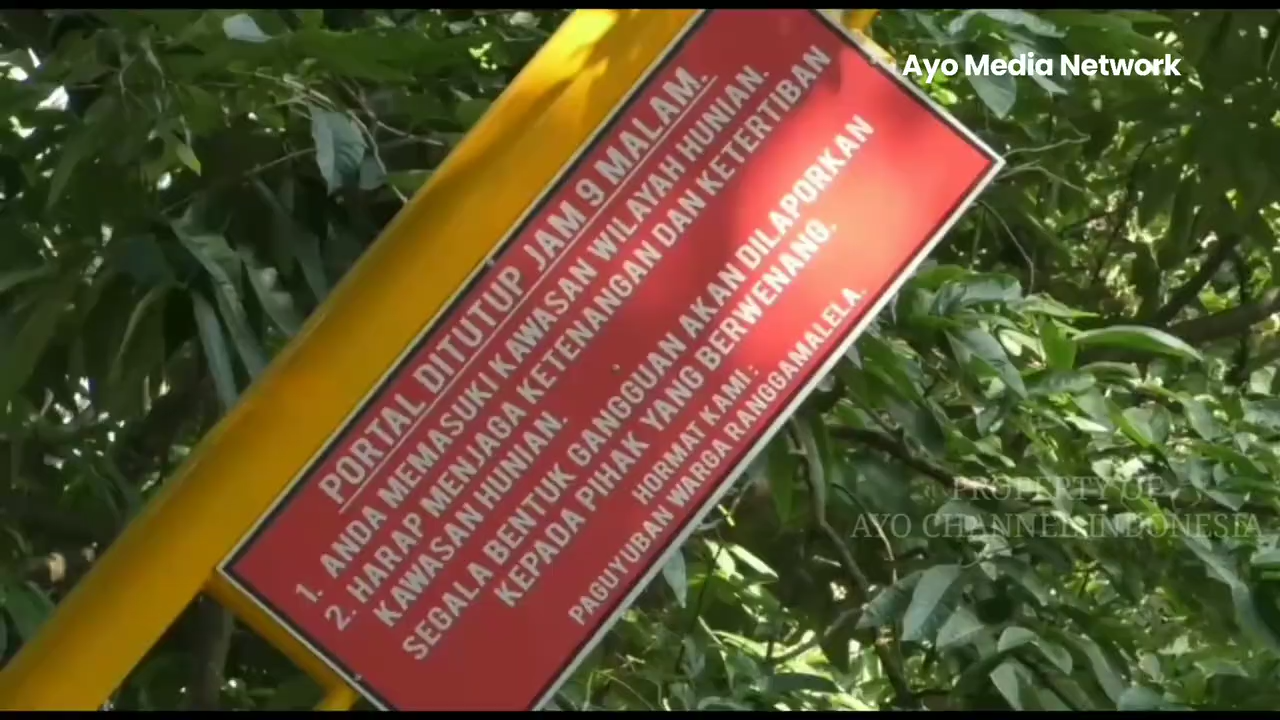 Ayo Media Network
PORTAL DITUTUP JAM 9 MALAM.
1. ANDA MEMASUKI KAWASAN WILAYAH HUNIAN.
2. HARAP MENJAGA KETENANGAN DAN KETERTIBAN
KAWASAN HUNIAN.
SEGALA BENTUK GANGGUAN AKAN DILAPORKAN
KEPADA PIHAK YANG BERWENANG.
HORMAT KAMI :
PAGUYUBAN WARGA RANGGAMALELA.
PROPERTY OF
AYO CHANNELS INDONESIA